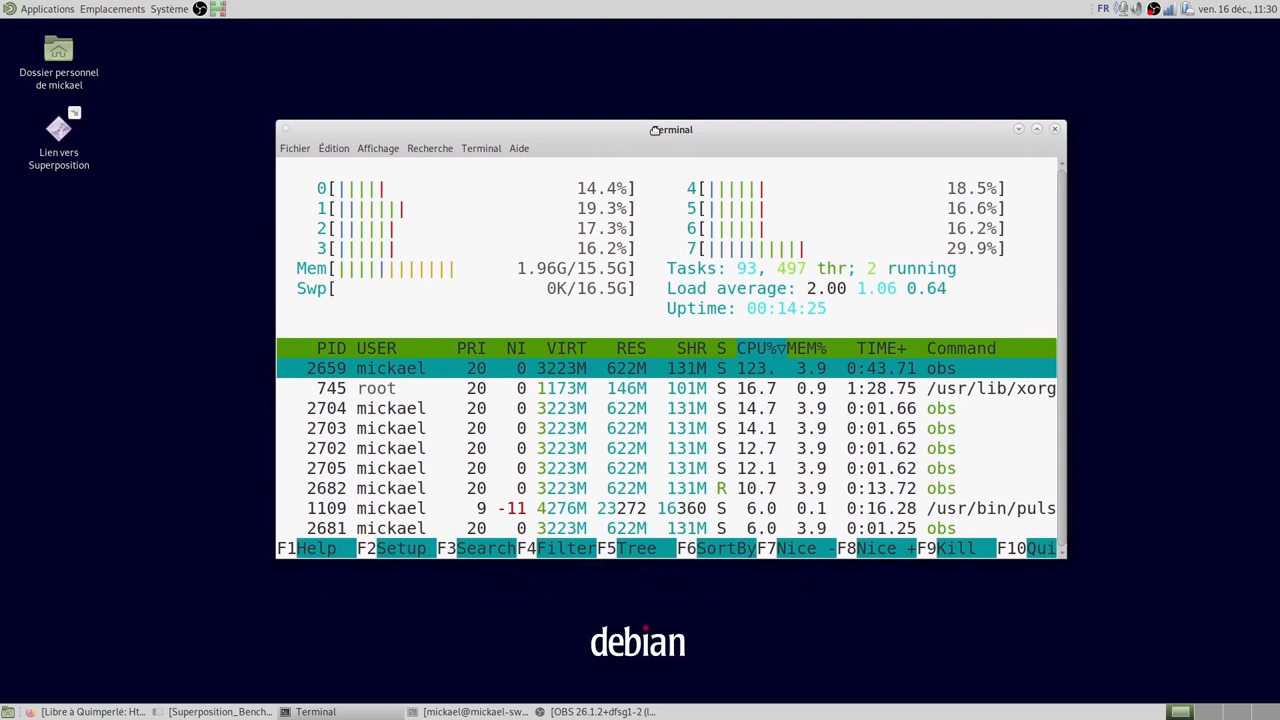 Applications Emplacements Système FR ven. 16 déc., 11:30
Dossier personnel
de mickael
Lien vers
Superposition
Terminal
Fichier Édition Affichage Recherche Terminal Aide
0[||||| 14.4%] 4[|||||| 18.5%]
1[||||||| 19.3%] 5[|||||| 16.6%]
2[|||||| 17.3%] 6[|||||| 16.2%]
3[|||||| 16.2%] 7[|||||||||| 29.9%]
Mem[|||||||||||| 1.96G/15.5G] Tasks: 93, 497 thr; 2 running
Swp[ 0K/16.5G] Load average: 2.00 1.06 0.64
Uptime: 00:14:25
PID USER PRI NI VIRT RES SHR S CPU%▽MEM% TIME+ Command
2659 mickael 20 0 3223M 622M 131M S 123. 3.9 0:43.71 obs
745 root 20 0 1173M 146M 101M S 16.7 0.9 1:28.75 /usr/lib/xorg
2704 mickael 20 0 3223M 622M 131M S 14.7 3.9 0:01.66 obs
2703 mickael 20 0 3223M 622M 131M S 14.1 3.9 0:01.65 obs
2702 mickael 20 0 3223M 622M 131M S 12.7 3.9 0:01.62 obs
2705 mickael 20 0 3223M 622M 131M S 12.1 3.9 0:01.62 obs
2682 mickael 20 0 3223M 622M 131M R 10.7 3.9 0:13.72 obs
1109 mickael 9 -11 4276M 23272 16360 S 6.0 0.1 0:16.28 /usr/bin/puls
2681 mickael 20 0 3223M 622M 131M S 6.0 3.9 0:01.25 obs
F1Help F2Setup F3SearchF4FilterF5Tree F6SortByF7Nice -F8Nice +F9Kill F10Qui
debian
[Libre à Quimperlé: Ht... [Superposition_Bench... Terminal [mickael@mickael-sw... [OBS 26.1.2+dfsg1-2 (l...